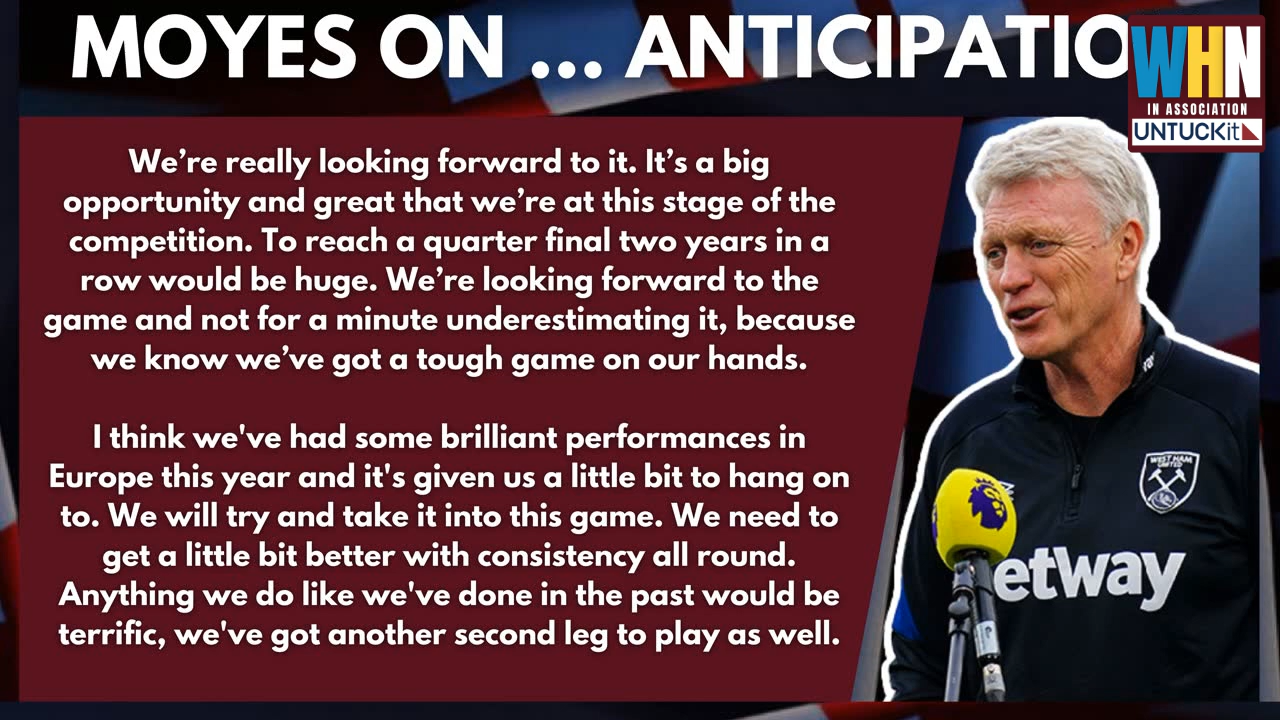 MOYES ON ... ANTICIPATIO
WHN
IN ASSOCIATION
UNTUCKit
We’re really looking forward to it. It’s a big
opportunity and great that we’re at this stage of the
competition. To reach a quarter final two years in a
row would be huge. We’re looking forward to the
game and not for a minute underestimating it, because
we know we’ve got a tough game on our hands.
I think we've had some brilliant performances in
Europe this year and it's given us a little bit to hang on
to. We will try and take it into this game. We need to
get a little bit better with consistency all round.
Anything we do like we've done in the past would be
terrific, we've got another second leg to play as well.
WEST HAM
UNITED
etway